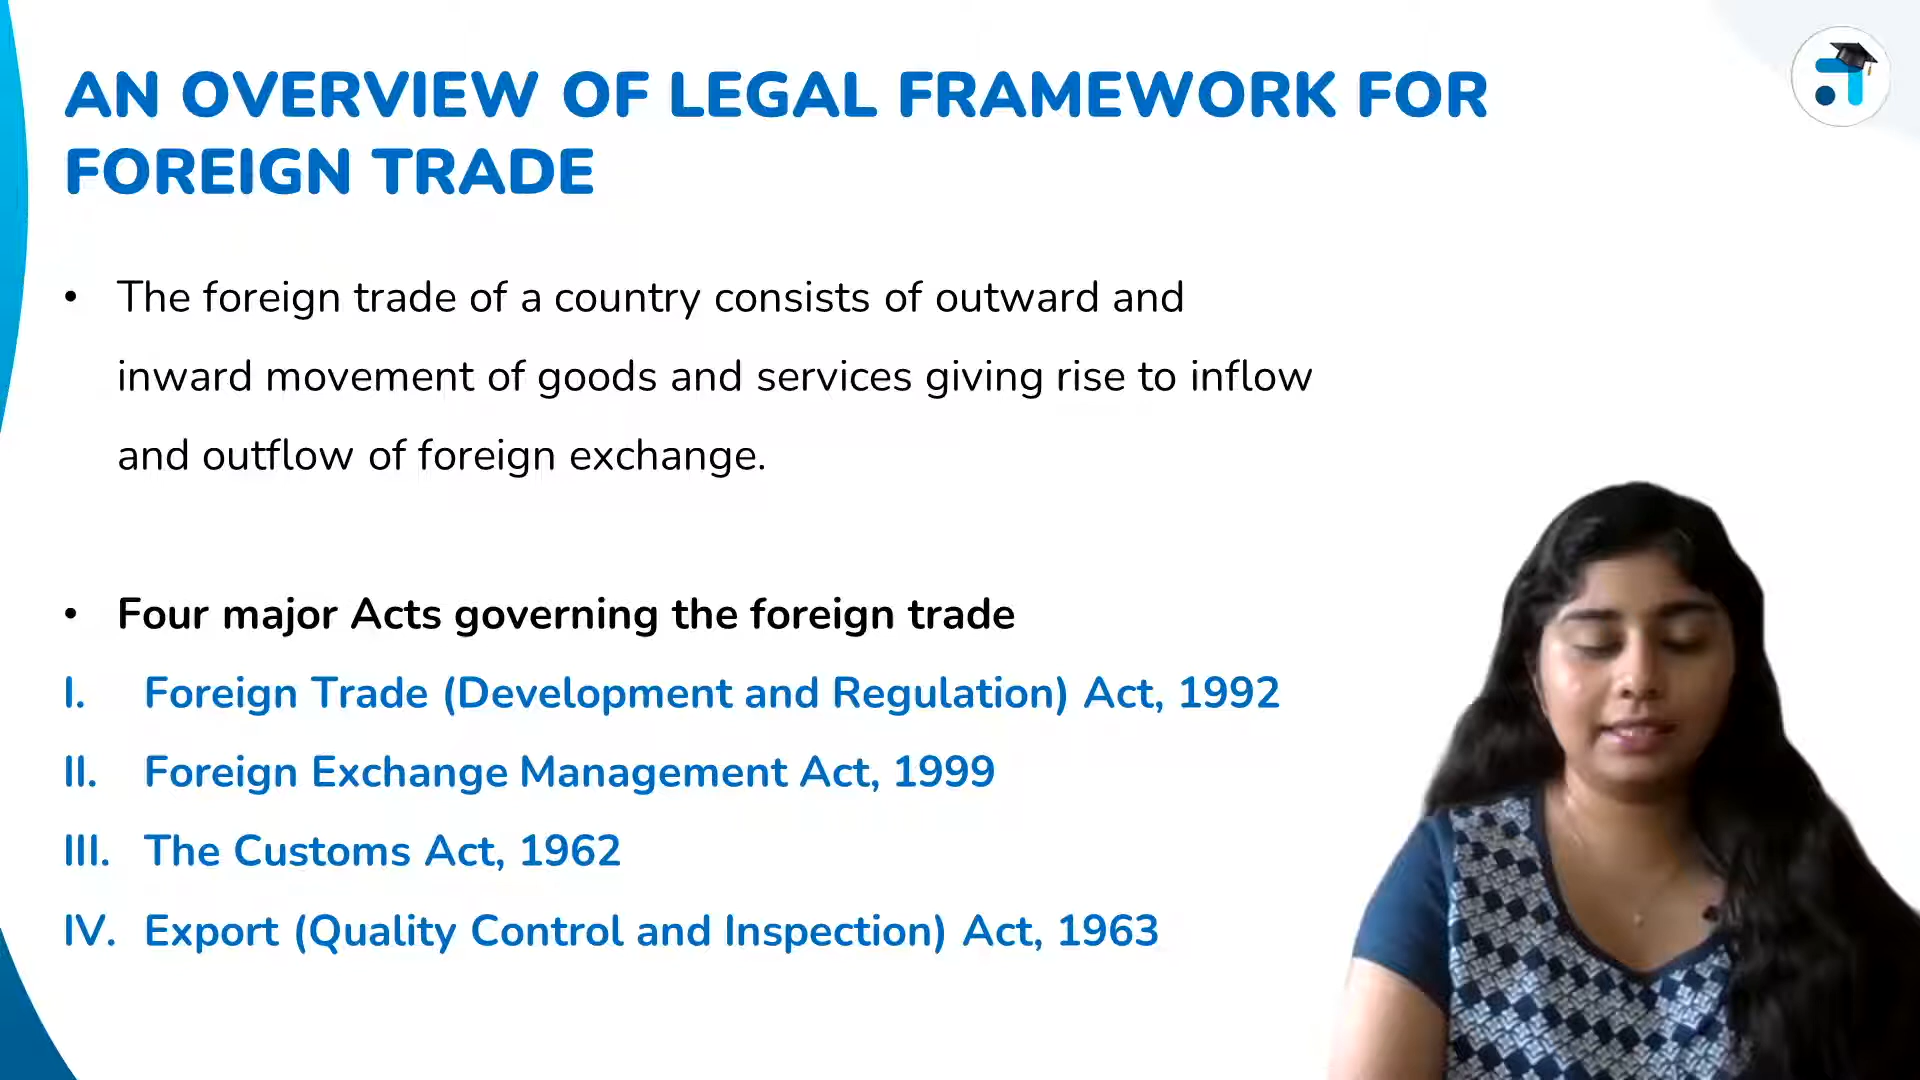 AN OVERVIEW OF LEGAL FRAMEWORK FOR
FOREIGN TRADE
• The foreign trade of a country consists of outward and
inward movement of goods and services giving rise to inflow
and outflow of foreign exchange.
• Four major Acts governing the foreign trade
I. Foreign Trade (Development and Regulation) Act, 1992
II. Foreign Exchange Management Act, 1999
III. The Customs Act, 1962
IV. Export (Quality Control and Inspection) Act, 1963